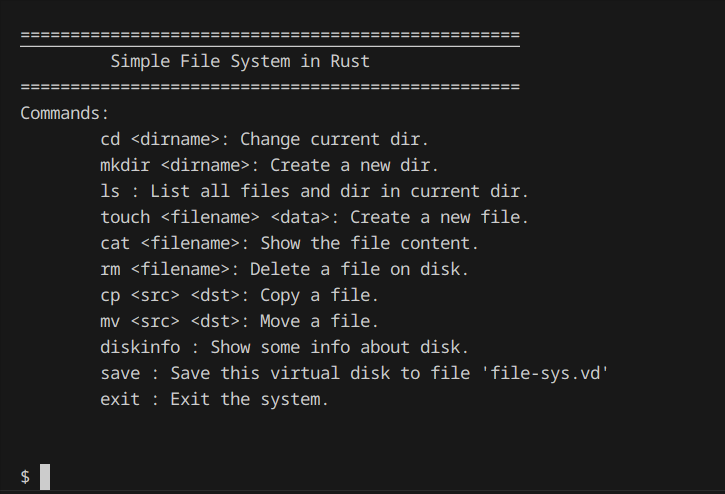 ==================================================
Simple File System in Rust
==================================================
Commands:
cd <dirname>: Change current dir.
mkdir <dirname>: Create a new dir.
ls : List all files and dir in current dir.
touch <filename> <data>: Create a new file.
cat <filename>: Show the file content.
rm <filename>: Delete a file on disk.
cp <src> <dst>: Copy a file.
mv <src> <dst>: Move a file.
diskinfo : Show some info about disk.
save : Save this virtual disk to file 'file-sys.vd'
exit : Exit the system.
$